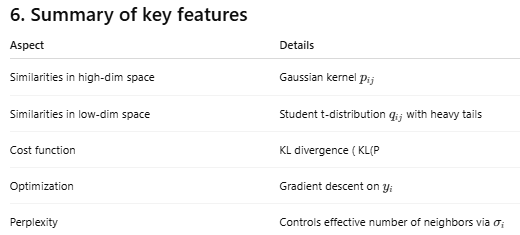 6. Summary of key features
Aspect Details
Similarities in high-dim space Gaussian kernel p_{ij}
Similarities in low-dim space Student t-distribution q_{ij} with heavy tails
Cost function KL divergence ( KL(P
Optimization Gradient descent on y_i
Perplexity Controls effective number of neighbors via σ_i